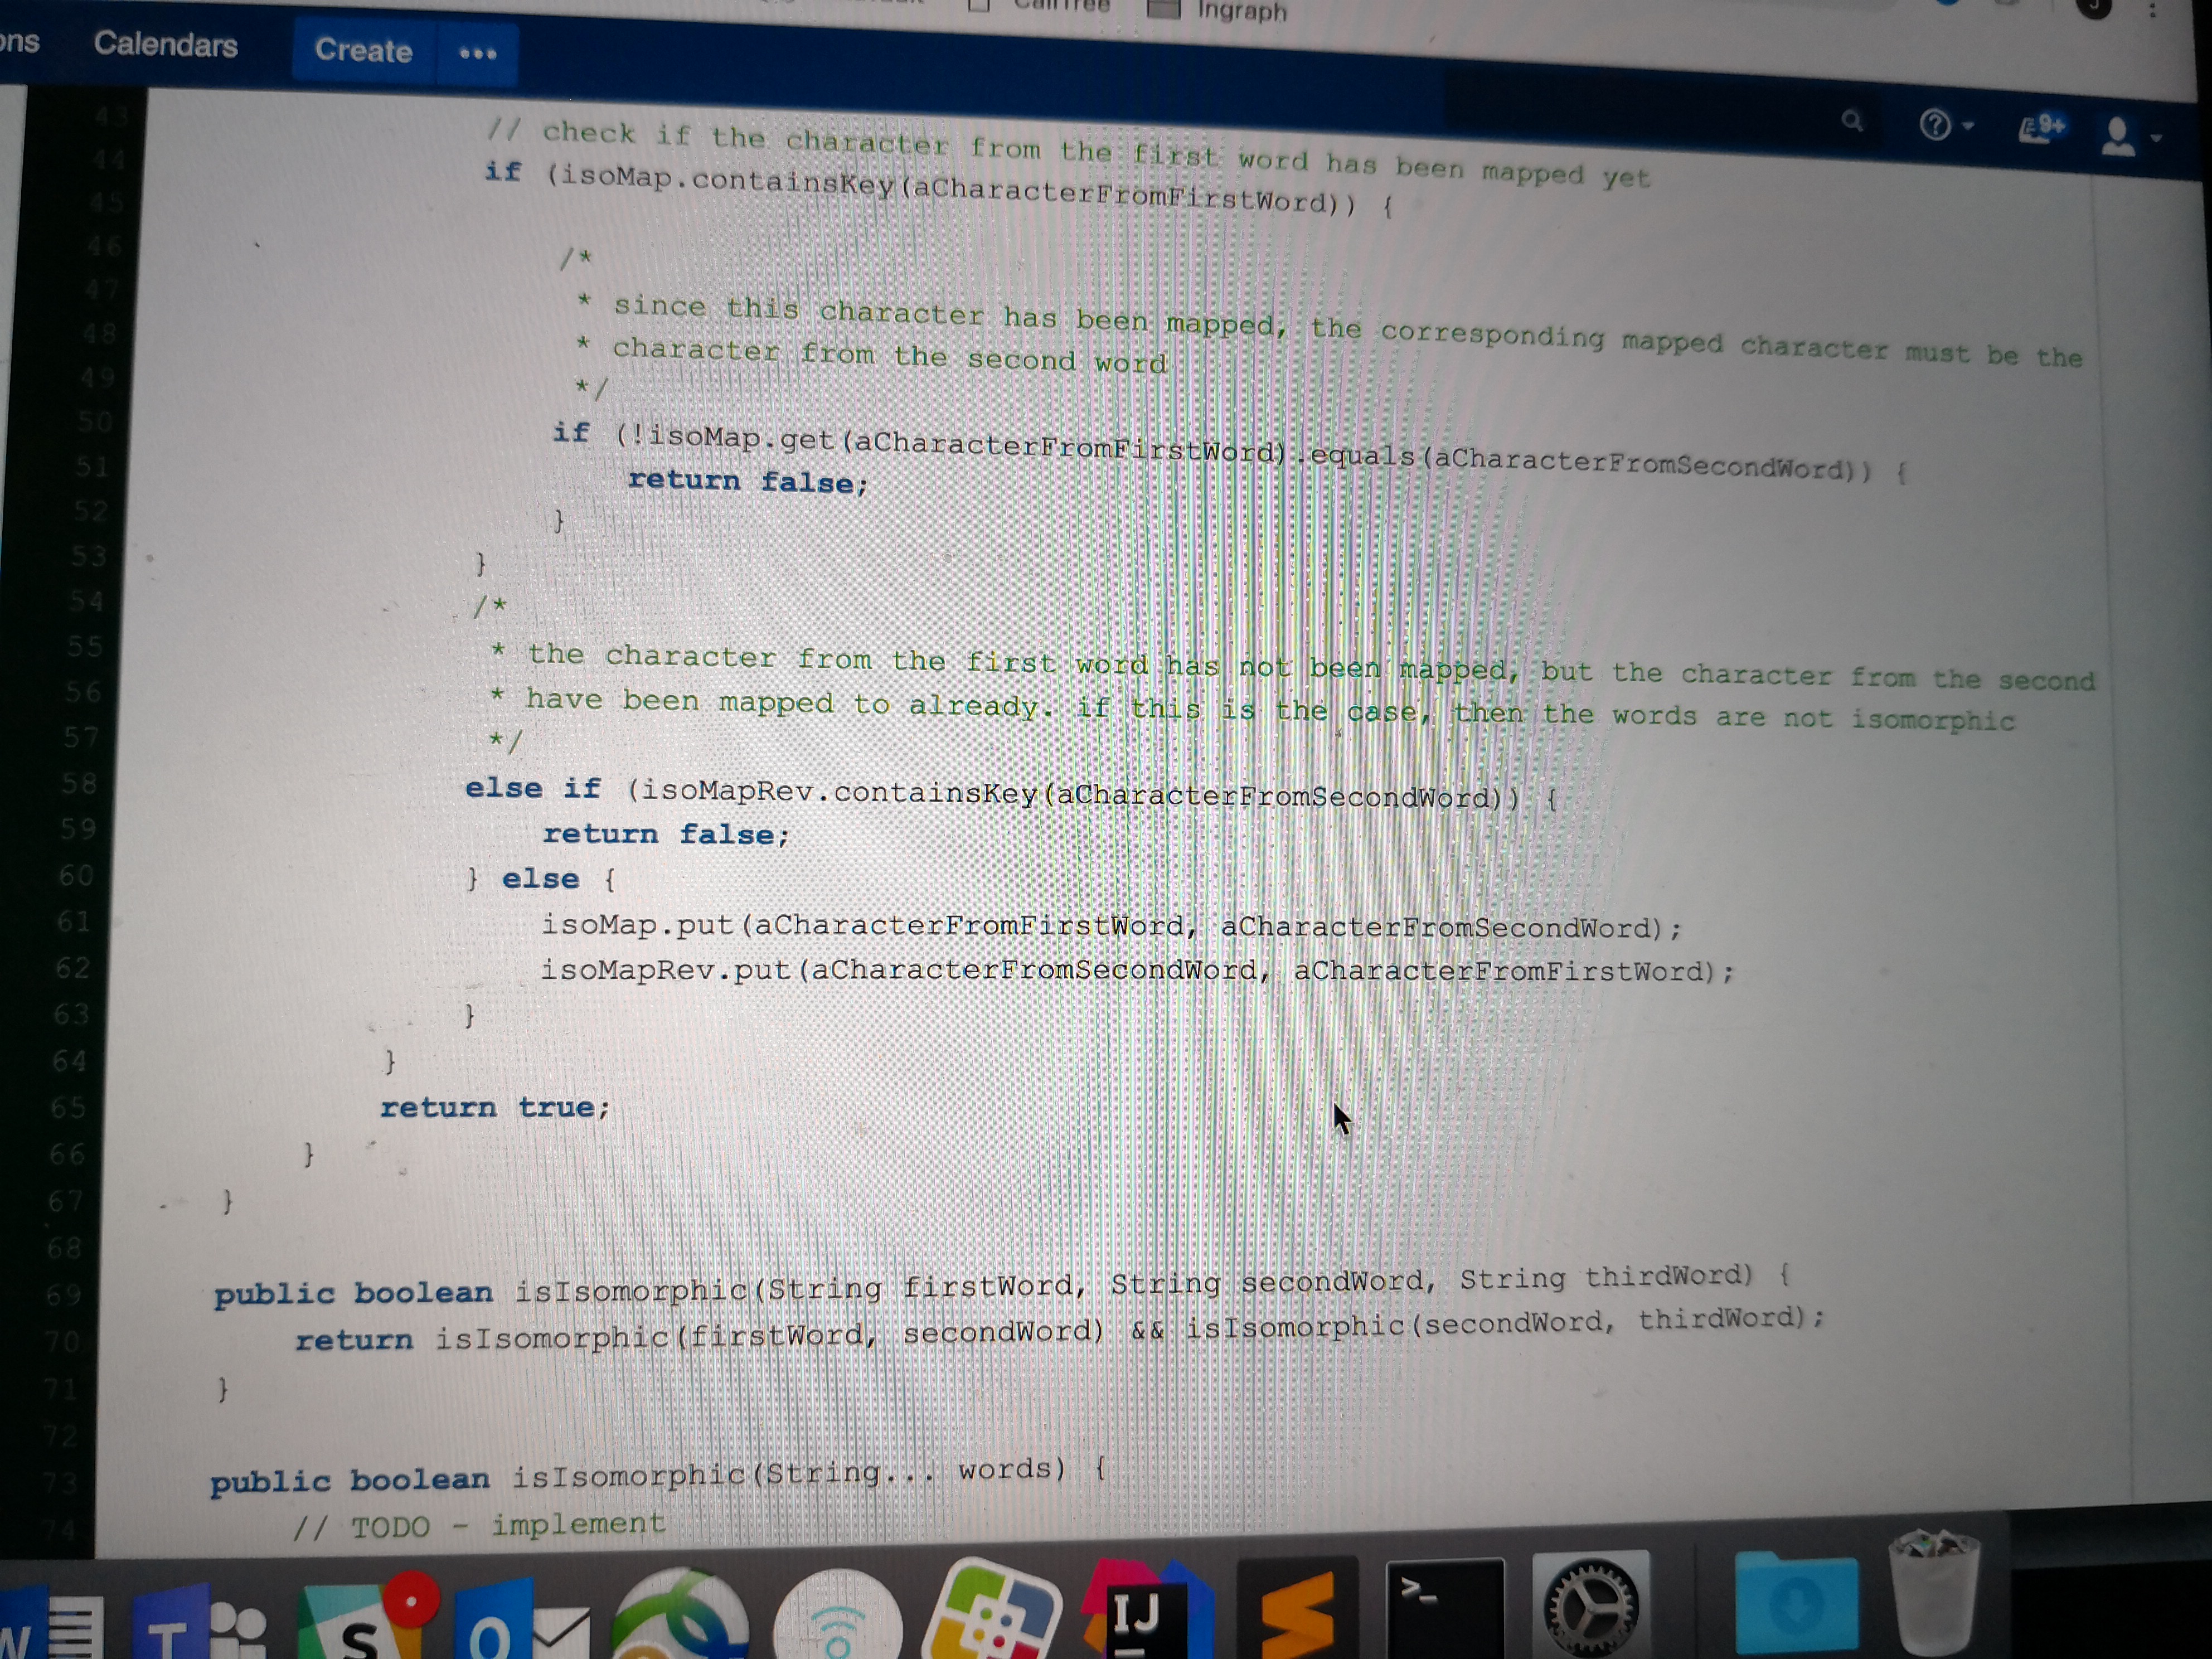 Ingraph
Calendars Create •••
9+
43
44 // check if the character from the first word has been mapped yet
45 if (isoMap.containsKey(aCharacterFromFirstWord)) {
46
47 /*
48 * since this character has been mapped, the corresponding mapped character must be the
49 * character from the second word
50 */
51 if (!isoMap.get(aCharacterFromFirstWord).equals(aCharacterFromSecondWord)) {
52 return false;
53 }
54 }
55 /*
56 * the character from the first word has not been mapped, but the character from the second
57 * have been mapped to already. if this is the case, then the words are not isomorphic
58 */
else if (isoMapRev.containsKey(aCharacterFromSecondWord)) {
59 return false;
60 } else {
61 isoMap.put(aCharacterFromFirstWord, aCharacterFromSecondWord);
62 isoMapRev.put(aCharacterFromSecondWord, aCharacterFromFirstWord);
63 }
64 }
65 return true;
66 }
67 }
68
69 public boolean isIsomorphic(String firstWord, String secondWord, String thirdWord) {
70 return isIsomorphic(firstWord, secondWord) && isIsomorphic(secondWord, thirdWord);
71 }
72
73 public boolean isIsomorphic(String... words) {
74 // TODO - implement
W T S O IJ >_